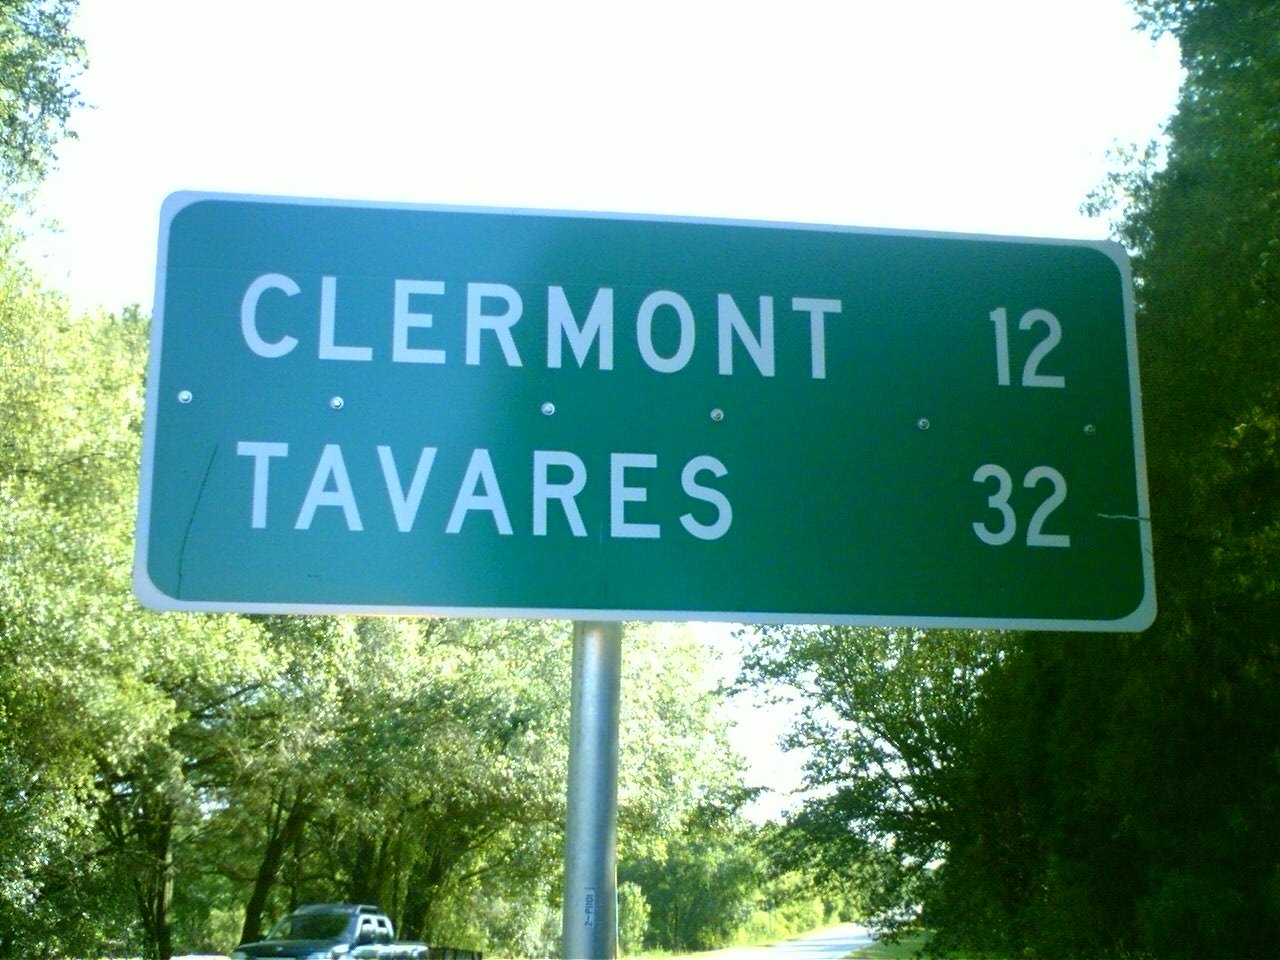 CLERMONT 12
TAVARES 32